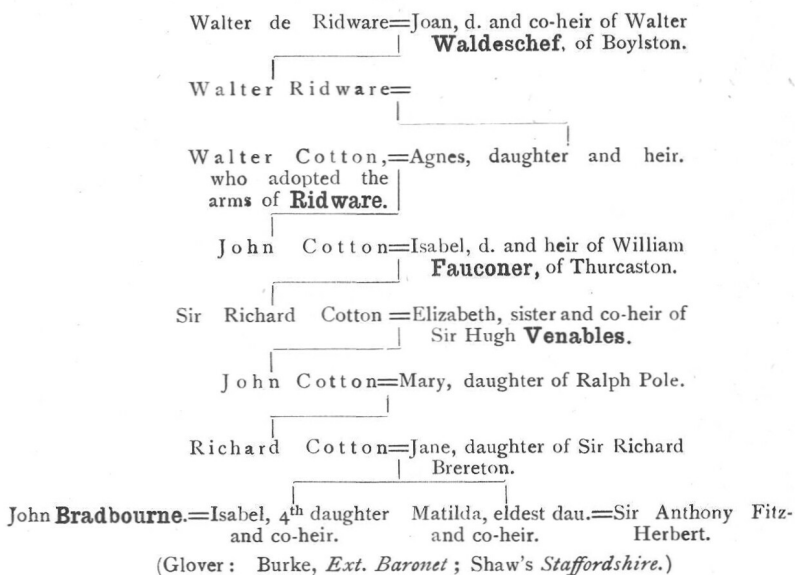 Walter de Ridware=Joan, d. and co-heir of Walter
Waldeschef, of Boylston.
Walter Ridware=
Walter Cotton,=Agnes, daughter and heir.
who adopted the
arms of Ridware.
John Cotton=Isabel, d. and heir of William
Fauconer, of Thurcaston.
Sir Richard Cotton=Elizabeth, sister and co-heir of
Sir Hugh Venables.
John Cotton=Mary, daughter of Ralph Pole.
Richard Cotton=Jane, daughter of Sir Richard
Brereton.
John Bradbourne.=Isabel, 4th daughter Matilda, eldest dau.=Sir Anthony Fitz-
and co-heir. and co-heir. Herbert.
(Glover: Burke, Ext. Baronet; Shaw's Staffordshire.)